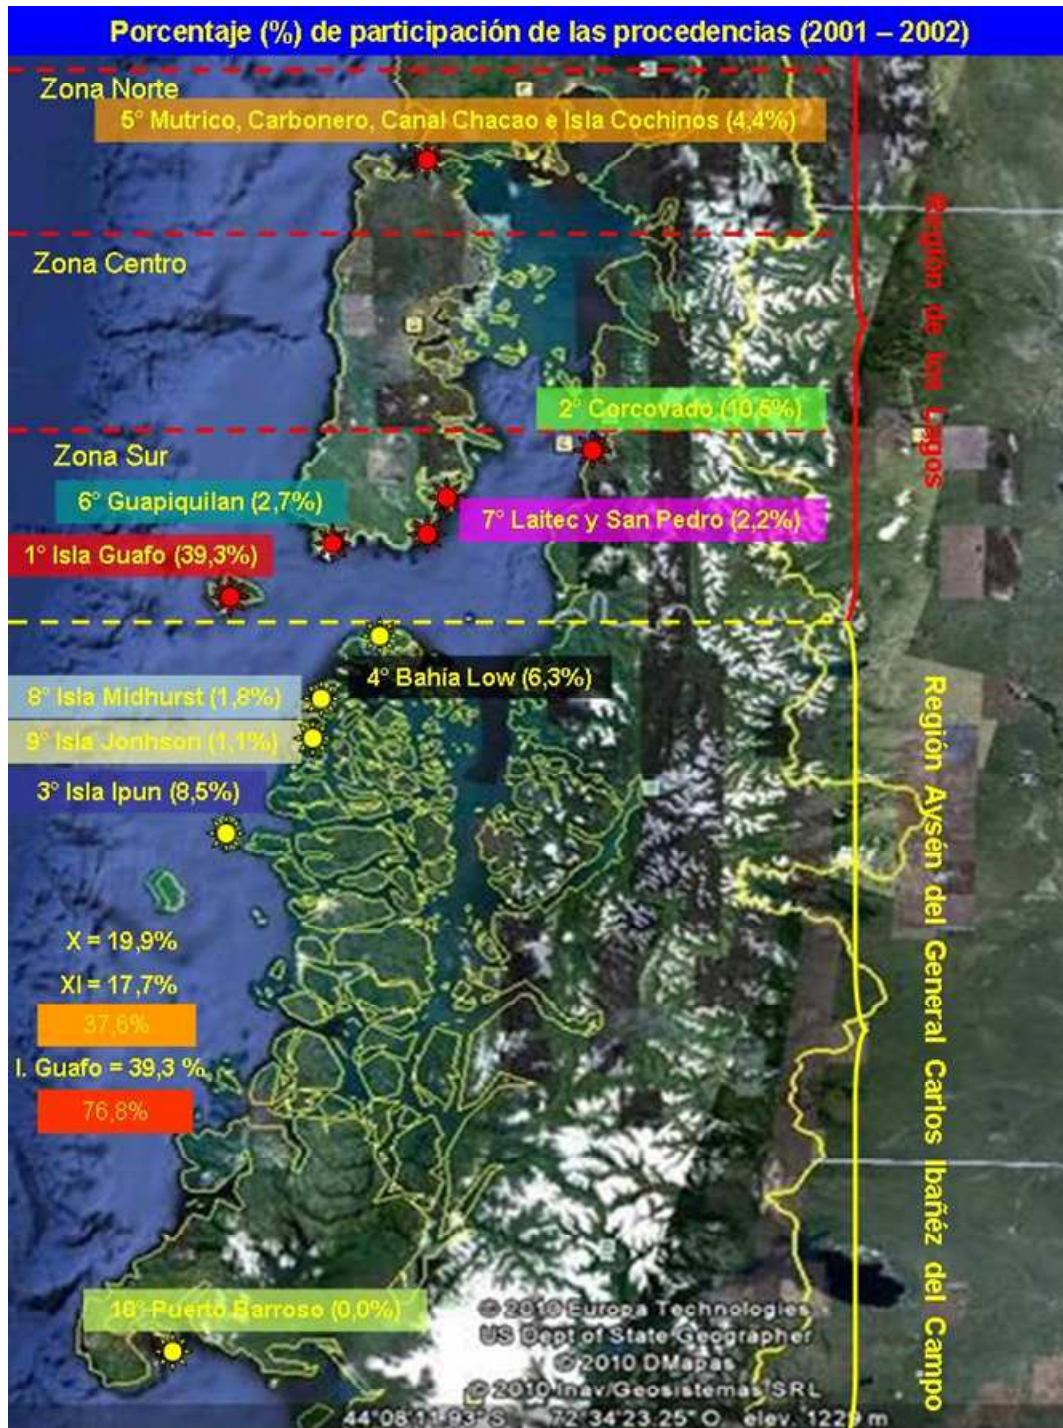 Porcentaje (%) de participación de las procedencias (2001 – 2002)
Zona Norte
5° Mutrico, Carbonero, Canal Chacao e Isla Cochinos (4,4%)
Zona Centro
Región de los Lagos
2° Corcovado (10,5%)
Zona Sur
6° Guapiquilan (2,7%)
7° Laitec y San Pedro (2,2%)
1° Isla Guafo (39,3%)
4° Bahía Low (6,3%)
8° Isla Midhurst (1,8%)
9° Isla Jonhson (1,1%)
3° Isla Ipun (8,5%)
Región Aysén del General Carlos Ibañéz del Campo
X = 19,9%
XI = 17,7%
37,6%
I. Guafo = 39,3 %
76,8%
10° Puerto Barroso (0,0%)
© 2010 Europa Technologies
US Dept of State Geographer
© 2010 DMapas
© 2010 Inav/Geosistemas SRL
44°08'11.93" S 72°34'23.25" O elev. 1229 m